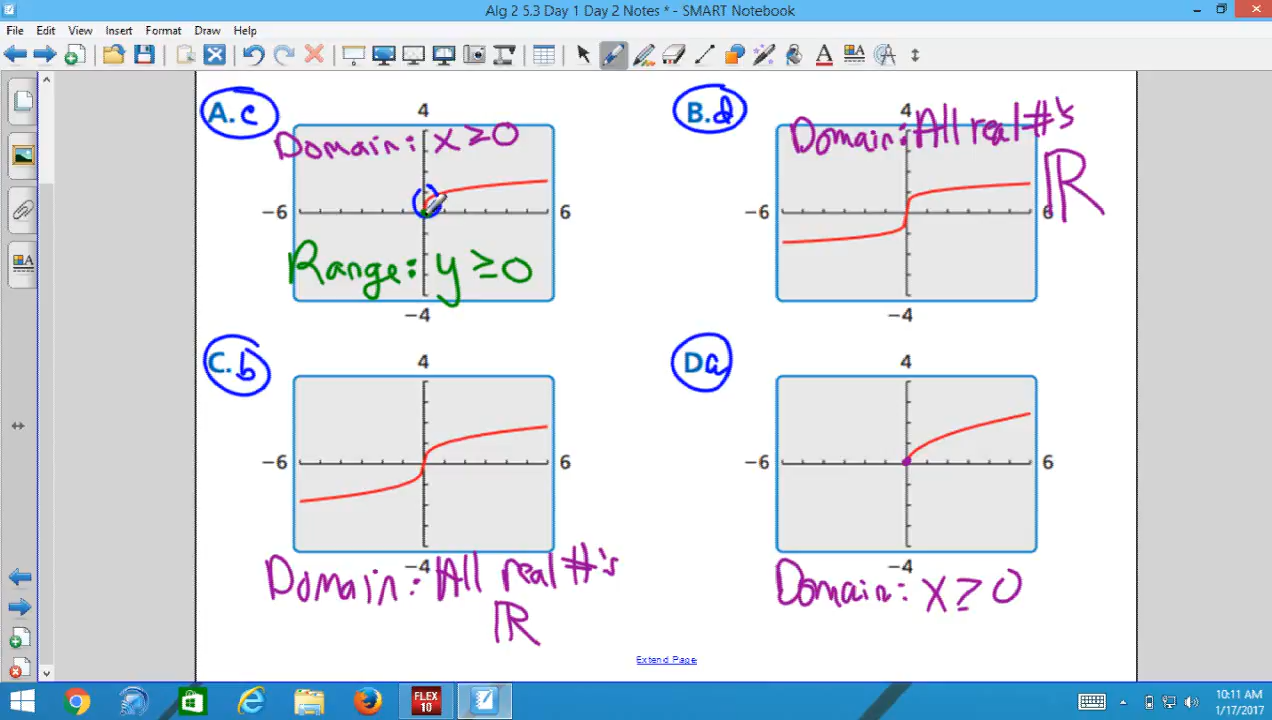 Alg 2 5.3 Day 1 Day 2 Notes * - SMART Notebook
File Edit View Insert Format Draw Help
A. c
4
Domain: x ≥ 0
-6
6
Range: y ≥ 0
-4
B. d
4
Domain: All real #'s
ℝ
-6
6
-4
C. b
4
-6
6
-4
Domain: All real #'s
ℝ
D a
4
-6
6
-4
Domain: x ≥ 0
Extend Page
FLEX
10
10:11 AM
1/17/2017